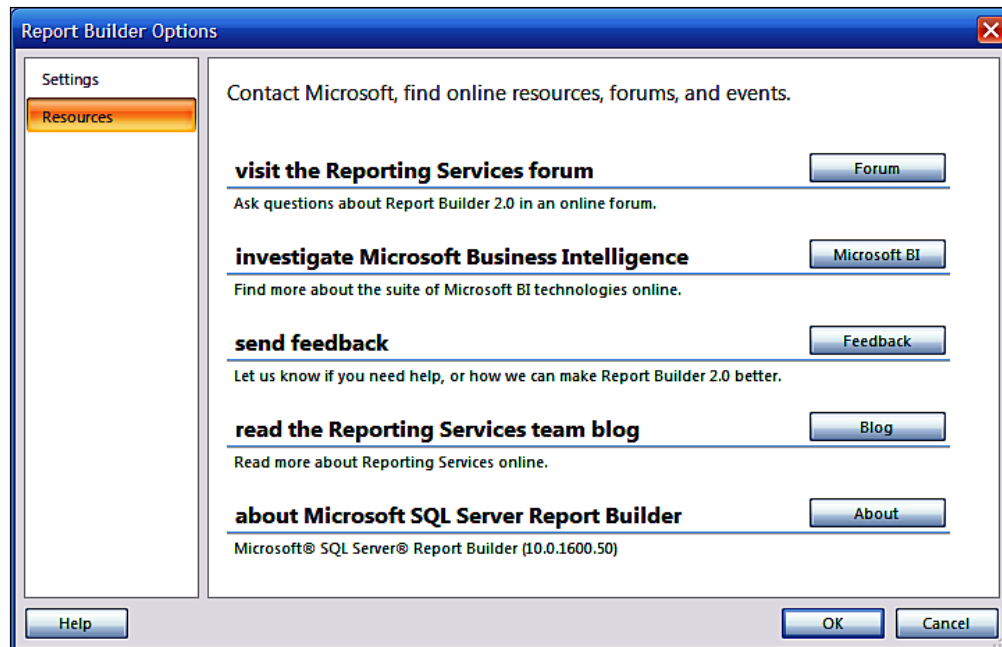 Report Builder Options
Settings
Resources
Contact Microsoft, find online resources, forums, and events.
visit the Reporting Services forum
Forum
Ask questions about Report Builder 2.0 in an online forum.
investigate Microsoft Business Intelligence
Microsoft BI
Find more about the suite of Microsoft BI technologies online.
send feedback
Feedback
Let us know if you need help, or how we can make Report Builder 2.0 better.
read the Reporting Services team blog
Blog
Read more about Reporting Services online.
about Microsoft SQL Server Report Builder
About
Microsoft® SQL Server® Report Builder (10.0.1600.50)
Help
OK
Cancel